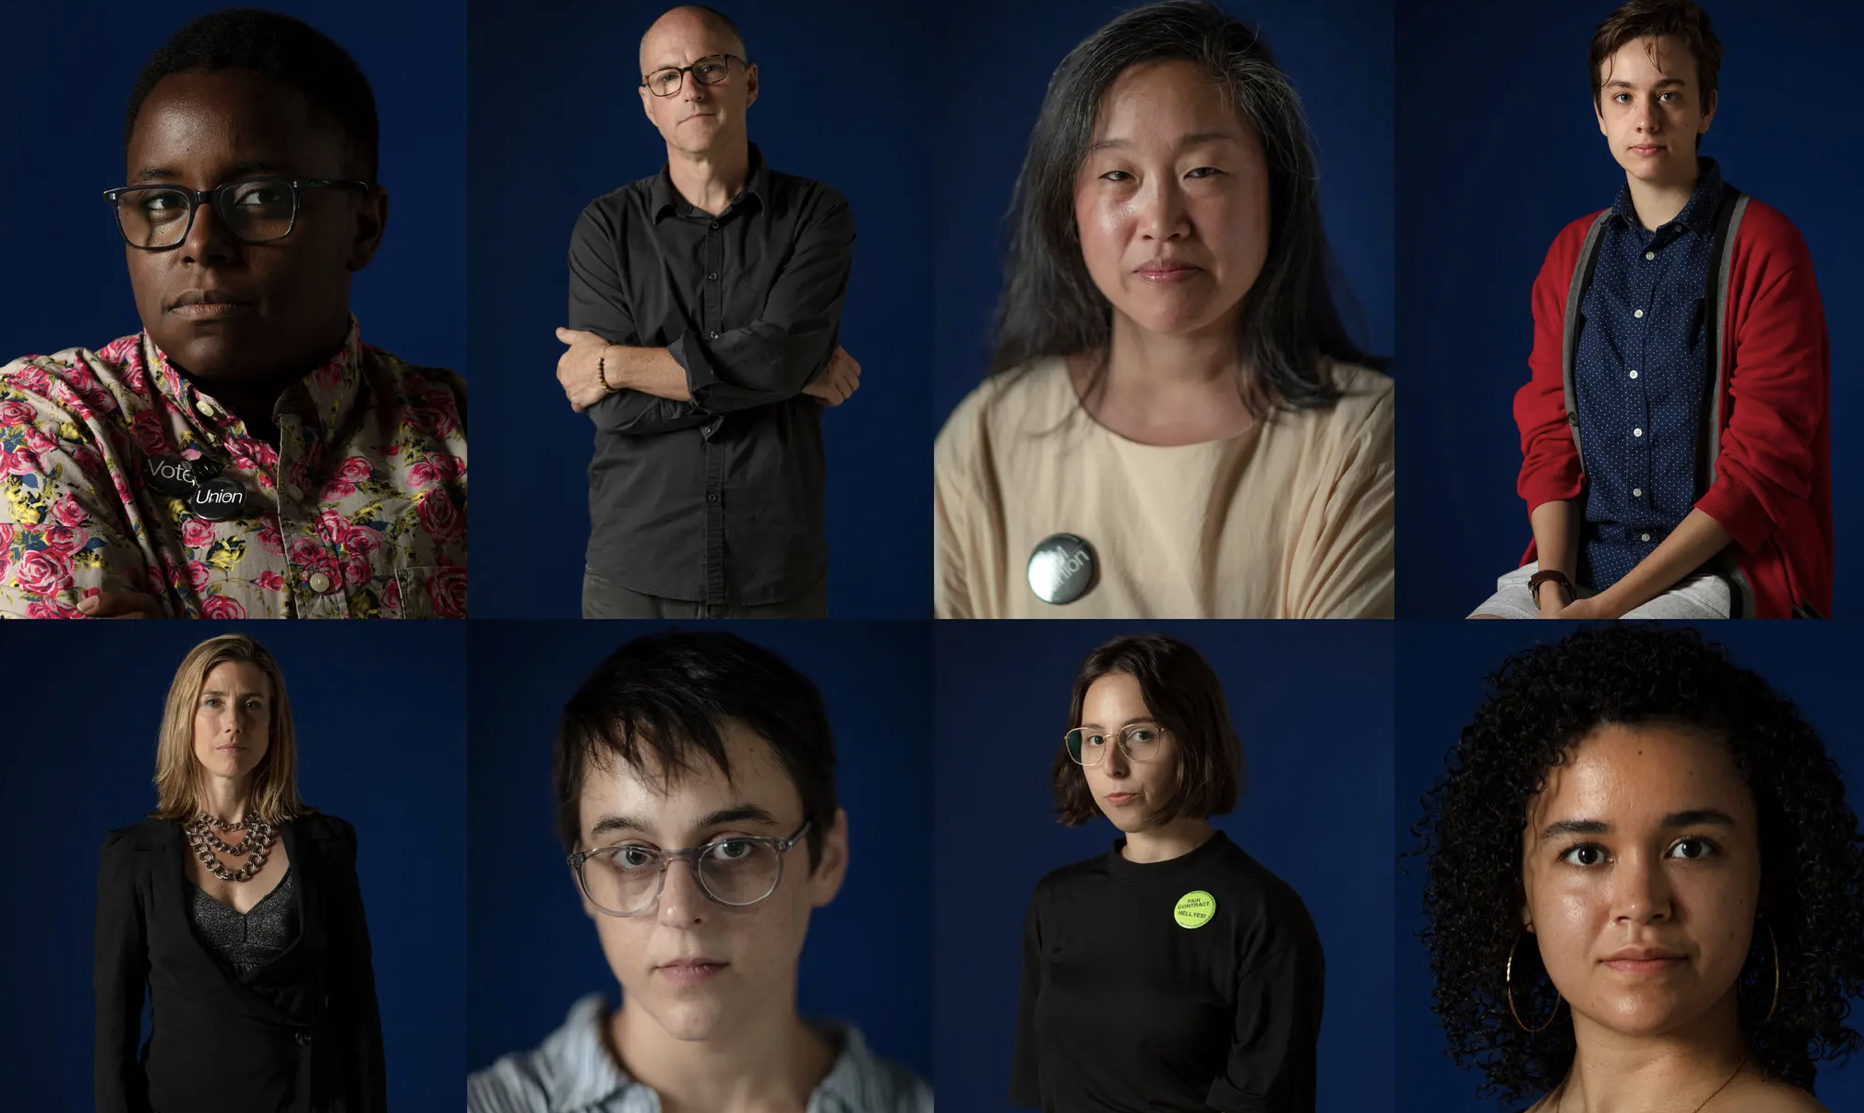 Vote
Union
Union
FAIR
CONTRACT
HELL YES!